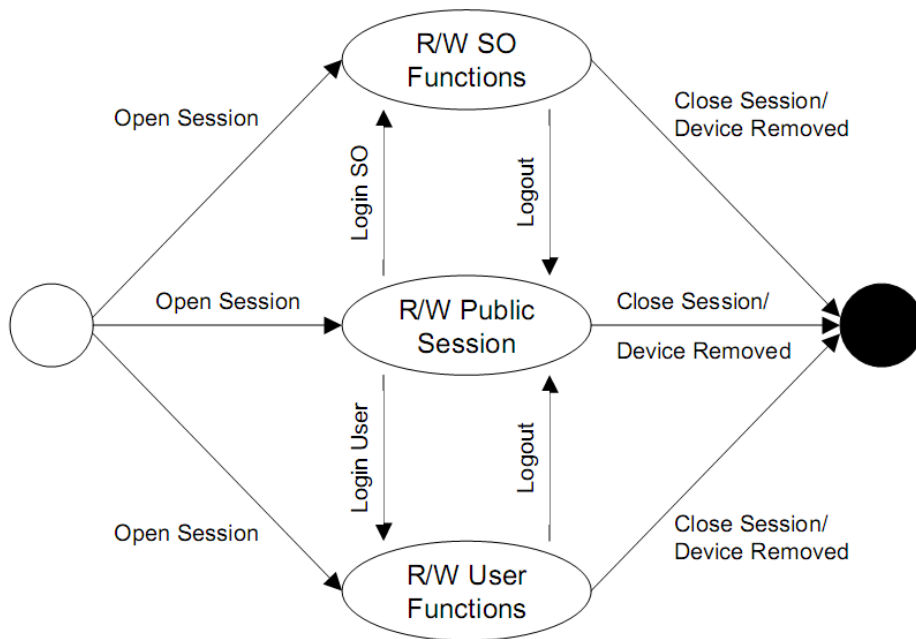 R/W SO
Functions
Open Session
Close Session/
Device Removed
Login SO
Logout
Open Session
R/W Public
Session
Close Session/
Device Removed
Login User
Logout
Open Session
Close Session/
Device Removed
R/W User
Functions